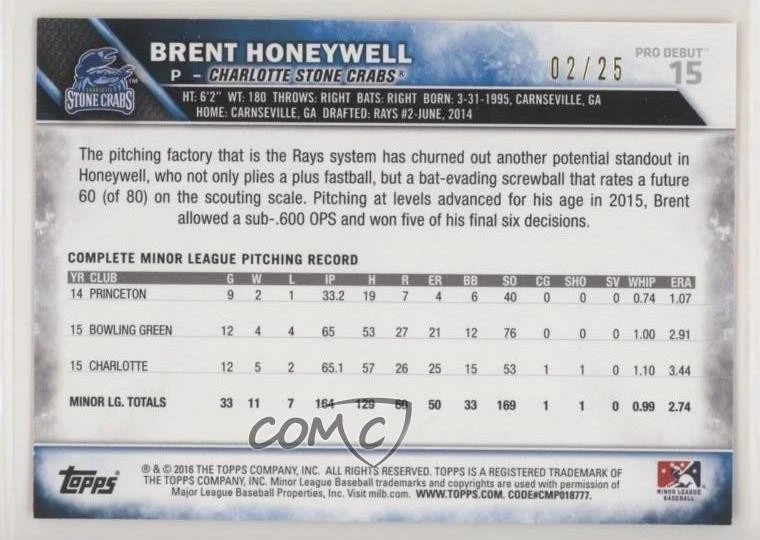 BRENT HONEYWELL
P - CHARLOTTE STONE CRABS®
02/25
PRO DEBUT™
15
CHARLOTTE
STONE CRABS
HT: 6'2" WT: 180 THROWS: RIGHT BATS: RIGHT BORN: 3-31-1995, CARNSEVILLE, GA
HOME: CARNSEVILLE, GA DRAFTED: RAYS #2-JUNE, 2014
The pitching factory that is the Rays system has churned out another potential standout in
Honeywell, who not only plies a plus fastball, but a bat-evading screwball that rates a future
60 (of 80) on the scouting scale. Pitching at levels advanced for his age in 2015, Brent
allowed a sub-.600 OPS and won five of his final six decisions.
COMPLETE MINOR LEAGUE PITCHING RECORD
YR CLUB G W L IP H R ER BB SO CG SHO SV WHIP ERA
14 PRINCETON 9 2 1 33.2 19 7 4 6 40 0 0 0 0.74 1.07
15 BOWLING GREEN 12 4 4 65 53 27 21 12 76 0 0 0 1.00 2.91
15 CHARLOTTE 12 5 2 65.1 57 26 25 15 53 1 1 0 1.10 3.44
MINOR LG. TOTALS 33 11 7 164 129 60 50 33 169 1 1 0 0.99 2.74
COMC
Topps
® & © 2016 THE TOPPS COMPANY, INC. ALL RIGHTS RESERVED. TOPPS IS A REGISTERED TRADEMARK OF
THE TOPPS COMPANY, INC. Minor League Baseball trademarks and copyrights are used with permission of
Major League Baseball Properties, Inc. Visit milb.com. WWW.TOPPS.COM. CODE#CMP018777.
MINOR LEAGUE
BASEBALL